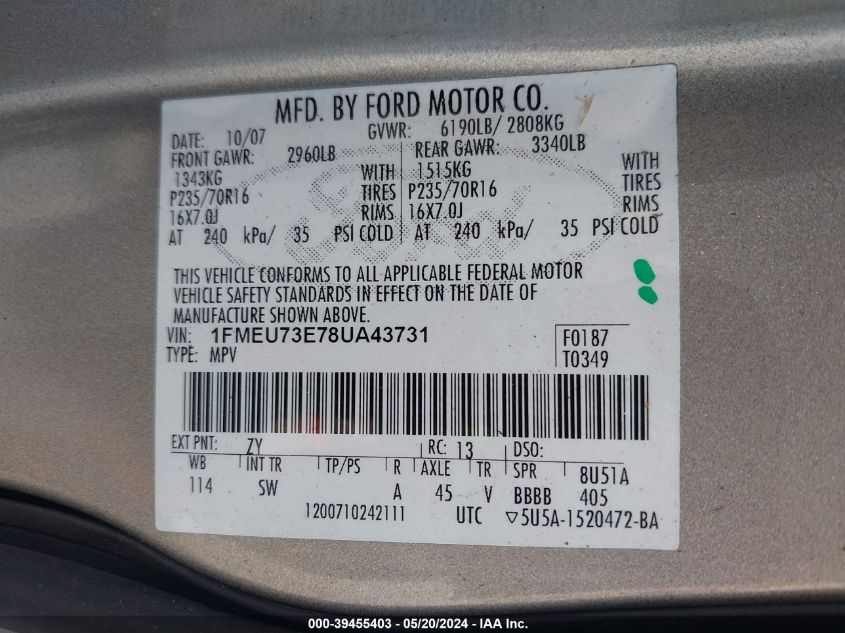 MFD. BY FORD MOTOR CO.
DATE: 10/07 GVWR: 6190LB/ 2808KG
FRONT GAWR: 2960LB REAR GAWR: 3340LB
1343KG WITH 1515KG WITH
P235/70R16 TIRES P235/70R16 TIRES
16X7.0J RIMS 16X7.0J RIMS
AT 240 kPa/ 35 PSI COLD AT 240 kPa/ 35 PSI COLD
THIS VEHICLE CONFORMS TO ALL APPLICABLE FEDERAL MOTOR
VEHICLE SAFETY STANDARDS IN EFFECT ON THE DATE OF
MANUFACTURE SHOWN ABOVE.
VIN: 1FMEU73E78UA43731 F0187
TYPE: MPV T0349
EXT PNT: ZY RC: 13 DSO:
WB INT TR TP/PS R AXLE TR SPR 8U51A
114 SW A 45 V BBBB 405
1200710242111 UTC ▽5U5A-1520472-BA
000-39455403 - 05/20/2024 - IAA Inc.